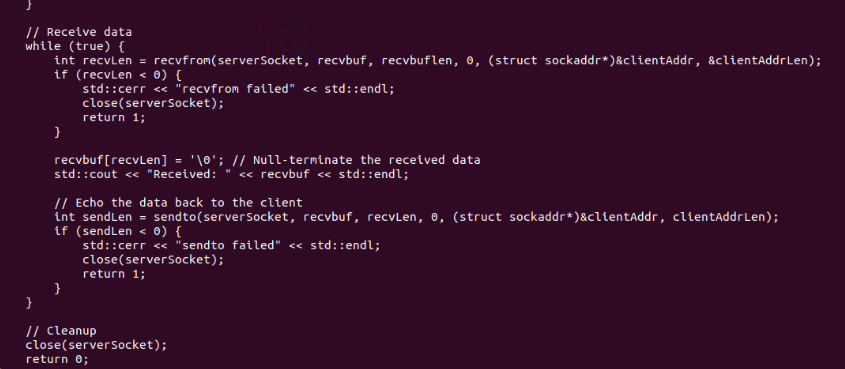 }
// Receive data
while (true) {
int recvLen = recvfrom(serverSocket, recvbuf, recvbuflen, 0, (struct sockaddr*)&clientAddr, &clientAddrLen);
if (recvLen < 0) {
std::cerr << "recvfrom failed" << std::endl;
close(serverSocket);
return 1;
}
recvbuf[recvLen] = '\0'; // Null-terminate the received data
std::cout << "Received: " << recvbuf << std::endl;
// Echo the data back to the client
int sendLen = sendto(serverSocket, recvbuf, recvLen, 0, (struct sockaddr*)&clientAddr, clientAddrLen);
if (sendLen < 0) {
std::cerr << "sendto failed" << std::endl;
close(serverSocket);
return 1;
}
}
// Cleanup
close(serverSocket);
return 0;